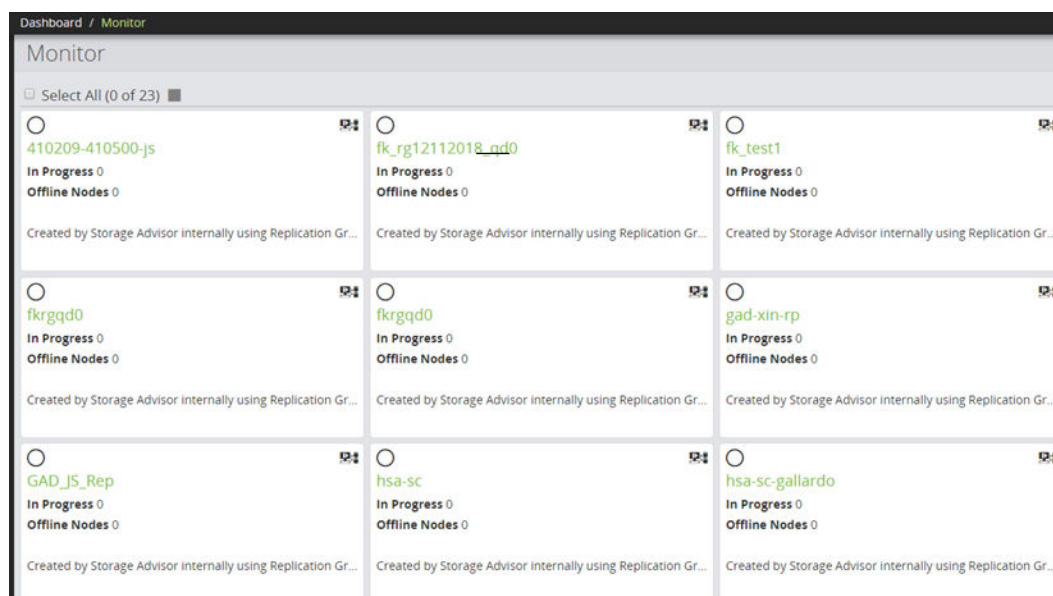 Dashboard / Monitor
Monitor
Select All (0 of 23)
410209-410500-js
In Progress 0
Offline Nodes 0
Created by Storage Advisor internally using Replication Gr...
fk_rg12112018_qd0
In Progress 0
Offline Nodes 0
Created by Storage Advisor internally using Replication Gr...
fk_test1
In Progress 0
Offline Nodes 0
Created by Storage Advisor internally using Replication Gr...
fkrgqd0
In Progress 0
Offline Nodes 0
Created by Storage Advisor internally using Replication Gr...
fkrgqd0
In Progress 0
Offline Nodes 0
Created by Storage Advisor internally using Replication Gr...
gad-xin-rp
In Progress 0
Offline Nodes 0
Created by Storage Advisor internally using Replication Gr...
GAD_JS_Rep
In Progress 0
Offline Nodes 0
Created by Storage Advisor internally using Replication Gr...
hsa-sc
In Progress 0
Offline Nodes 0
Created by Storage Advisor internally using Replication Gr...
hsa-sc-gallardo
In Progress 0
Offline Nodes 0
Created by Storage Advisor internally using Replication Gr...